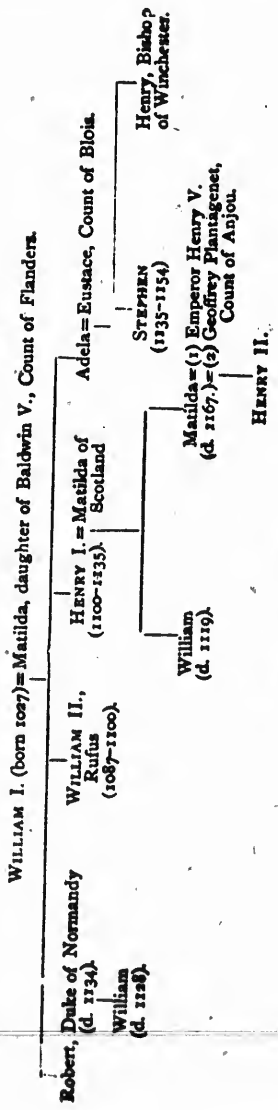 WILLIAM I. (born 1027)=Matilda, daughter of Baldwin V., Count of Flanders.
Robert, Duke of Normandy
(d. 1134).
William
(d. 1128).
WILLIAM II.,
Rufus
(1087-1100).
HENRY I.=Matilda of
(1100-1135). Scotland
Adela=Eustace, Count of Blois.
William
(d. 1119).
Matilda=(1) Emperor Henry V.
(d. 1167.)=(2) Geoffrey Plantagenet,
Count of Anjou.
HENRY II.
STEPHEN
(1135-1154)
Henry, Bishop
of Winchester.